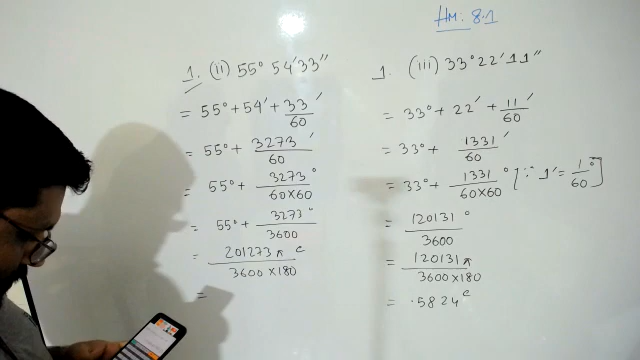 HM. 8.1
1. (II) 55° 54′ 33″
= 55° + 54′ + 33/60 ′
= 55° + 3273/60 ′
= 55° + 3273/60×60 °
= 55° + 3273/3600 °
= 201273π/3600×180 c
=
1. (III) 33° 22′ 11″
= 33° + 22′ + 11/60 ′
= 33° + 1331/60 ′
= 33° + 1331/60×60 ° [∵ 1′ = 1/60 °]
= 120131/3600 °
= 120131π/3600×180
= .5824 c